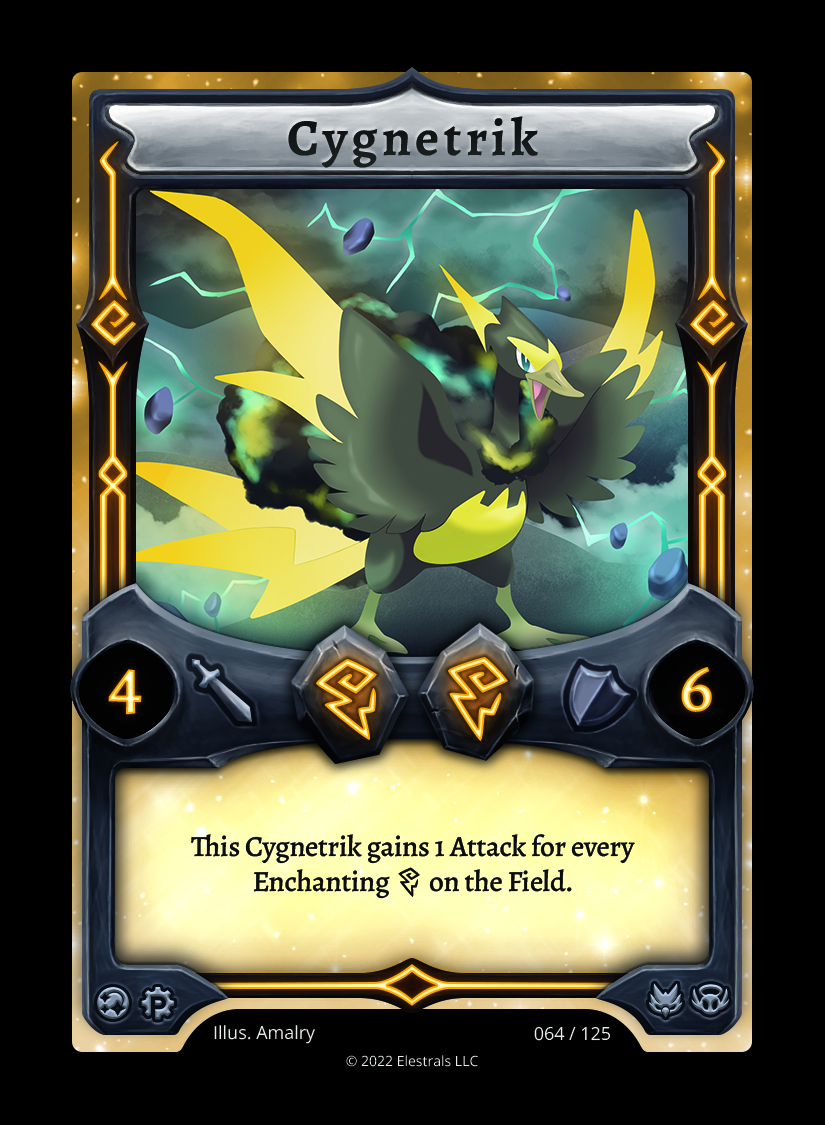 Cygnetrik
4
6
This Cygnetrik gains 1 Attack for every
Enchanting on the Field.
P
Illus. Amalry
064 / 125
© 2022 Elestrals LLC